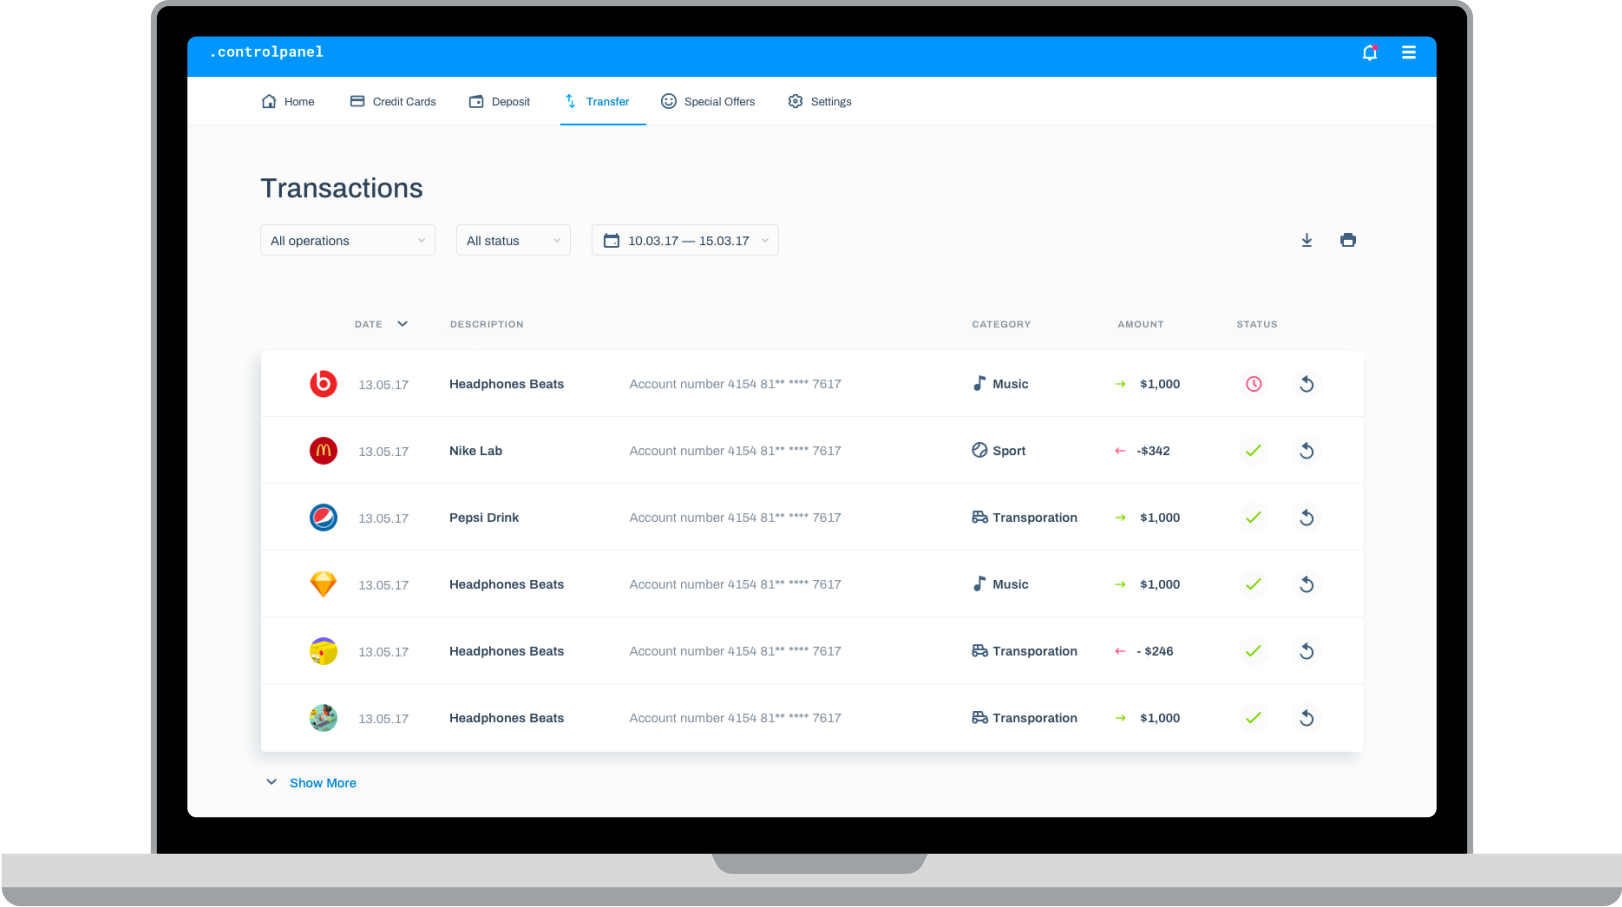 .controlpanel
Home Credit Cards Deposit Transfer Special Offers Settings
Transactions
All operations All status 10.03.17 — 15.03.17
DATE DESCRIPTION CATEGORY AMOUNT STATUS
13.05.17 Headphones Beats Account number 4154 81** **** 7617 Music → $1,000
13.05.17 Nike Lab Account number 4154 81** **** 7617 Sport ← -$342
13.05.17 Pepsi Drink Account number 4154 81** **** 7617 Transporation → $1,000
13.05.17 Headphones Beats Account number 4154 81** **** 7617 Music → $1,000
13.05.17 Headphones Beats Account number 4154 81** **** 7617 Transporation ← - $246
13.05.17 Headphones Beats Account number 4154 81** **** 7617 Transporation → $1,000
Show More